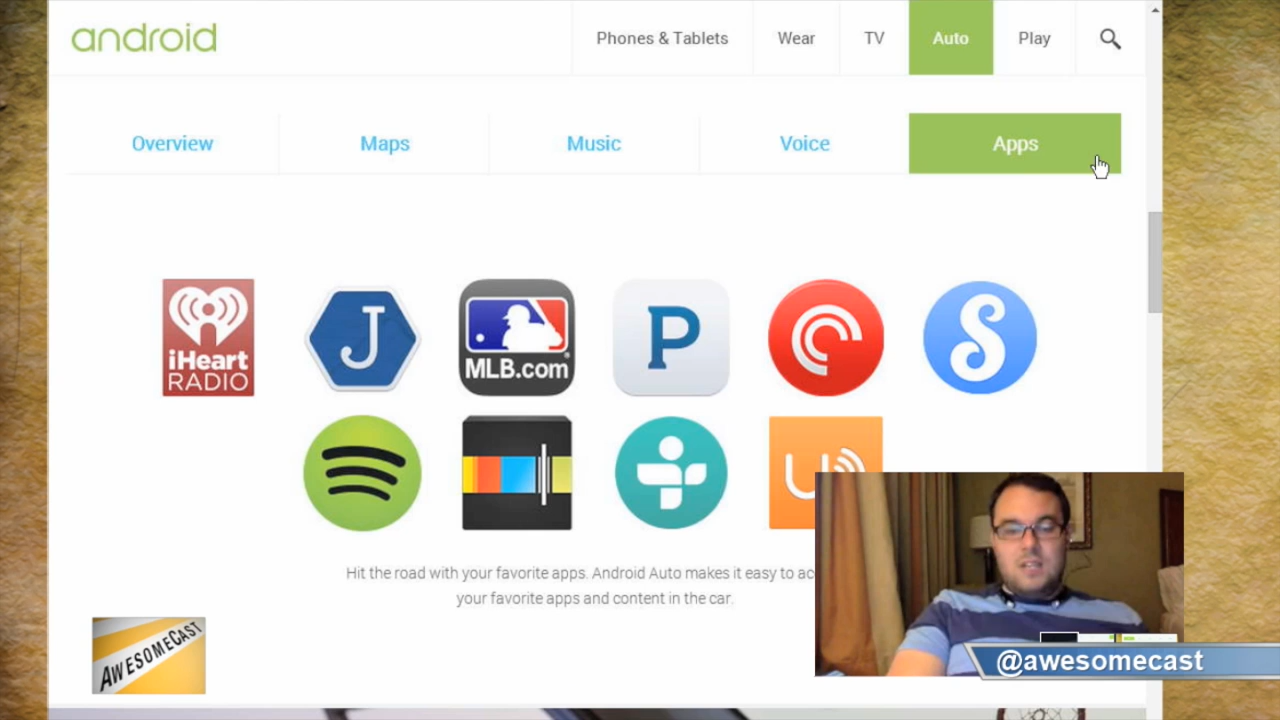 android
Phones & Tablets
Wear
TV
Auto
Play
Overview
Maps
Music
Voice
Apps
iHeart
RADIO
J
MLB.com
P
S
U
Hit the road with your favorite apps. Android Auto makes it easy to
your favorite apps and content in the car.
AWESOMECAST
@awesomecast